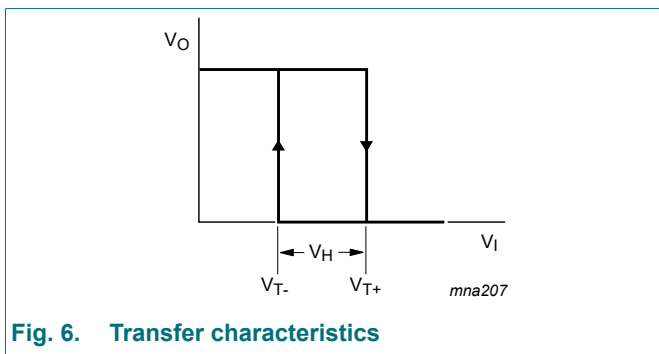 VO
VI
VH
VT-
VT+
mna207
Fig. 6. Transfer characteristics